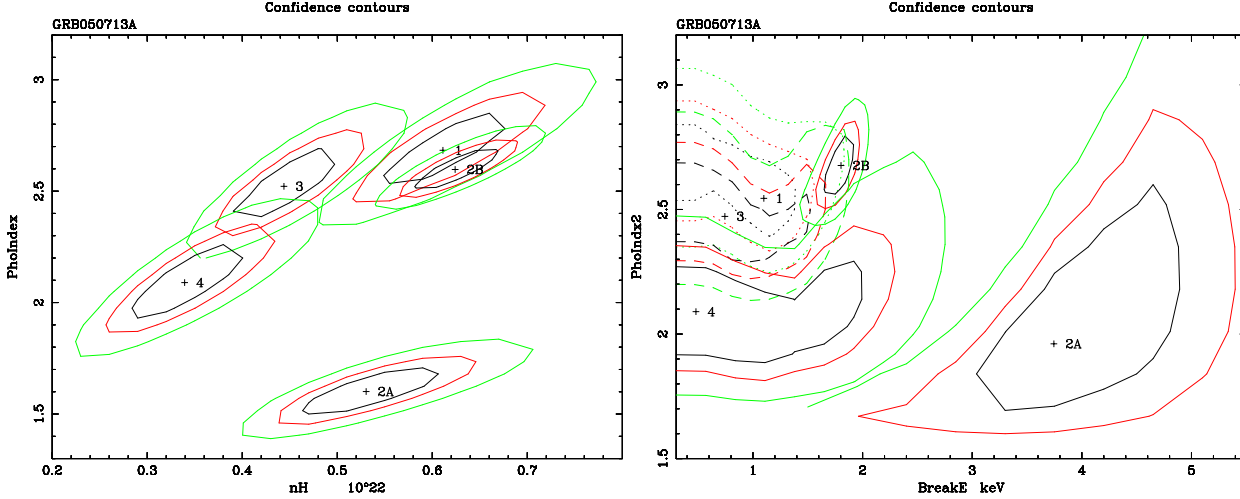 Confidence contours
GRB050713A
PhoIndex
3
2.5
2
1.5
1
2B
3
4
2A
0.2 0.3 0.4 0.5 0.6 0.7
nH 10^22
Confidence contours
GRB050713A
PhoIndx2
3
2.5
2
1.5
2B
1
3
4
2A
1 2 3 4 5
BreakE keV